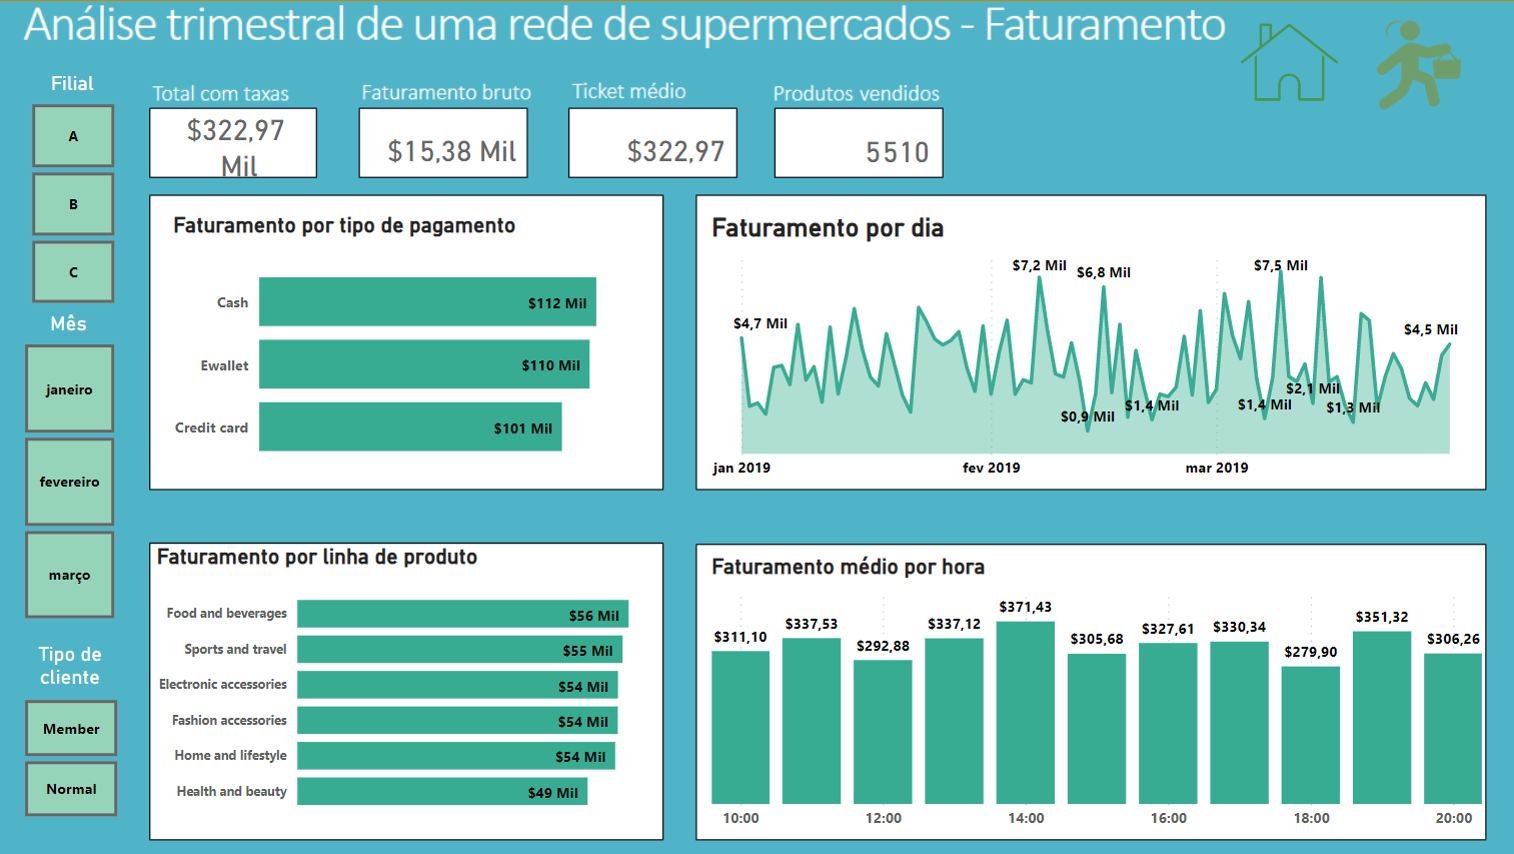 Análise trimestral de uma rede de supermercados - Faturamento
Filial
A
B
C
Mês
janeiro
fevereiro
março
Tipo de
cliente
Member
Normal
Total com taxas
$322,97
Mil
Faturamento bruto
$15,38 Mil
Ticket médio
$322,97
Produtos vendidos
5510
Faturamento por tipo de pagamento
Cash
$112 Mil
Ewallet
$110 Mil
Credit card
$101 Mil
Faturamento por dia
$4,7 Mil
$7,2 Mil
$6,8 Mil
$0,9 Mil
$1,4 Mil
$7,5 Mil
$1,4 Mil
$2,1 Mil
$1,3 Mil
$4,5 Mil
jan 2019
fev 2019
mar 2019
Faturamento por linha de produto
Food and beverages
$56 Mil
Sports and travel
$55 Mil
Electronic accessories
$54 Mil
Fashion accessories
$54 Mil
Home and lifestyle
$54 Mil
Health and beauty
$49 Mil
Faturamento médio por hora
$311,10
$337,53
$292,88
$337,12
$371,43
$305,68
$327,61
$330,34
$279,90
$351,32
$306,26
10:00
12:00
14:00
16:00
18:00
20:00